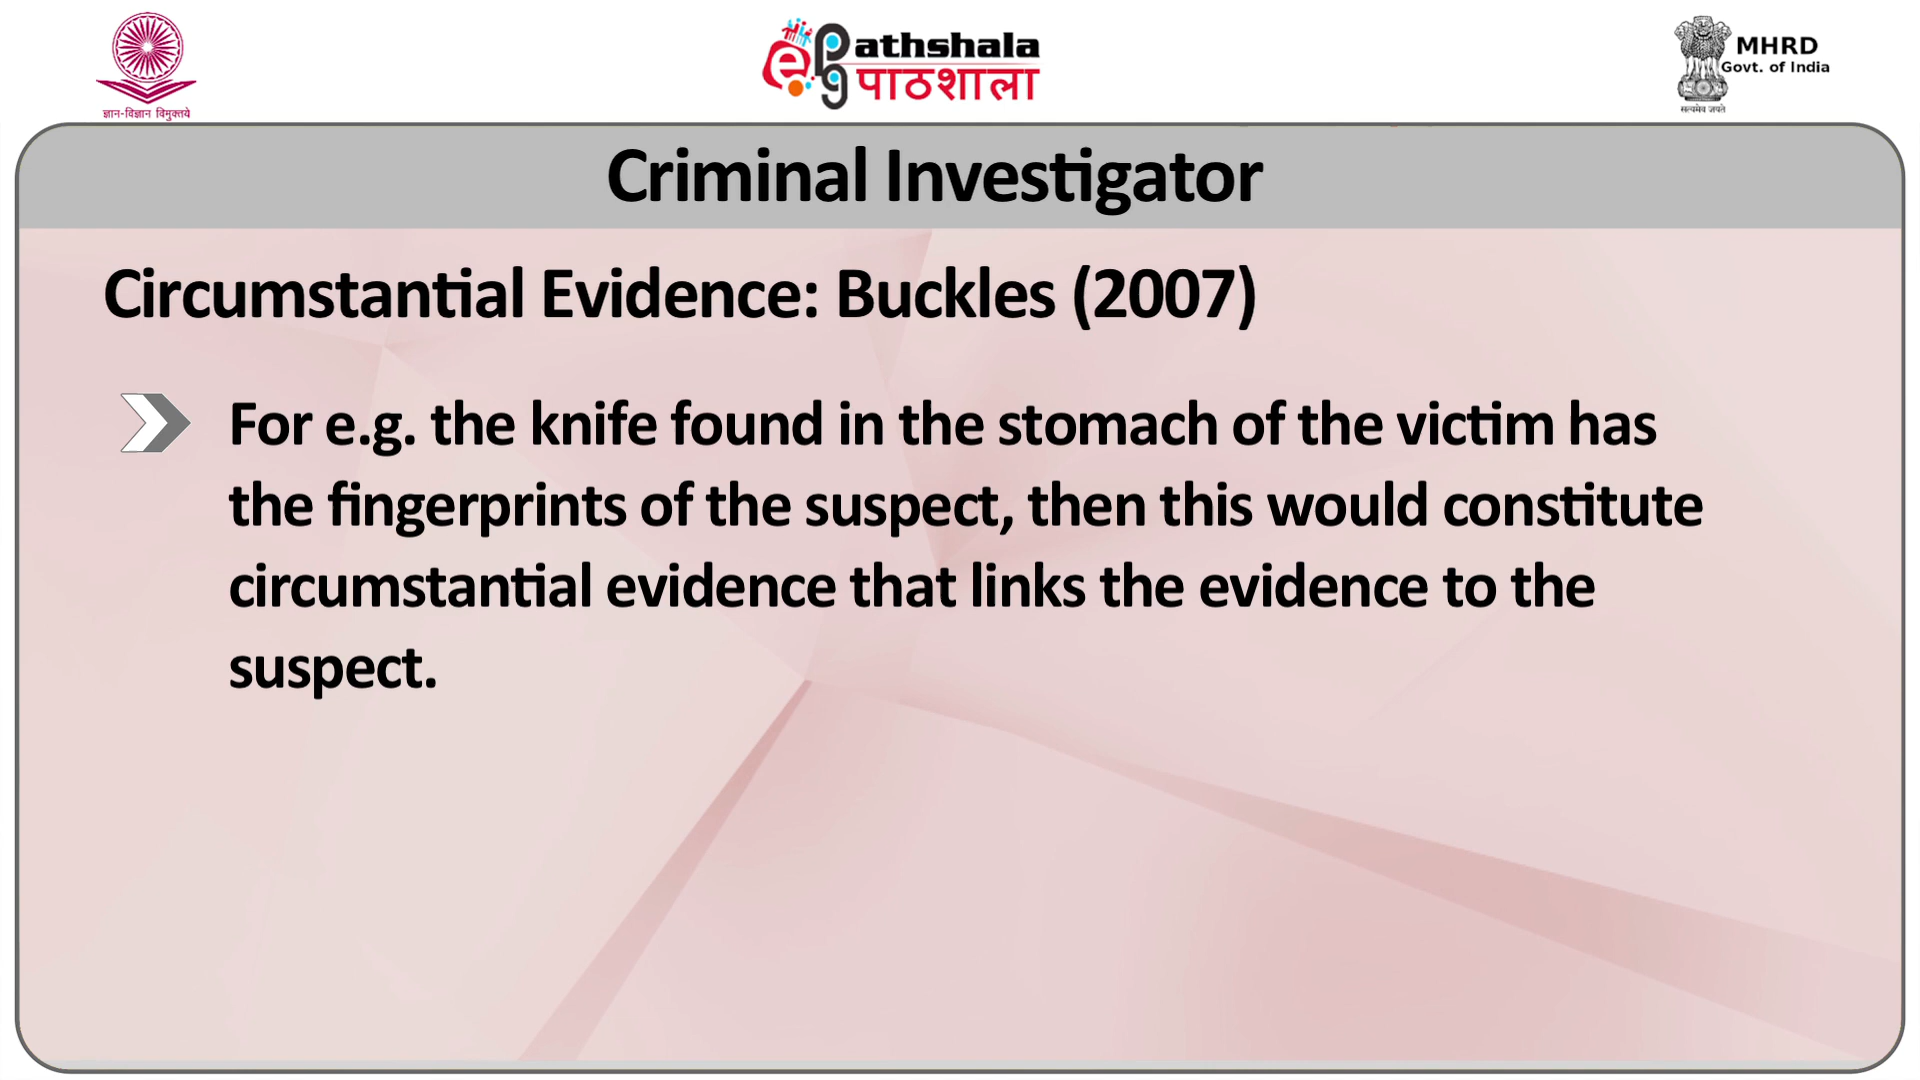 ज्ञान-विज्ञान विमुक्तये
e pg Pathshala
पाठशाला
MHRD
Govt. of India
सत्यमेव जयते
Criminal Investigator
Circumstantial Evidence: Buckles (2007)
For e.g. the knife found in the stomach of the victim has
the fingerprints of the suspect, then this would constitute
circumstantial evidence that links the evidence to the
suspect.